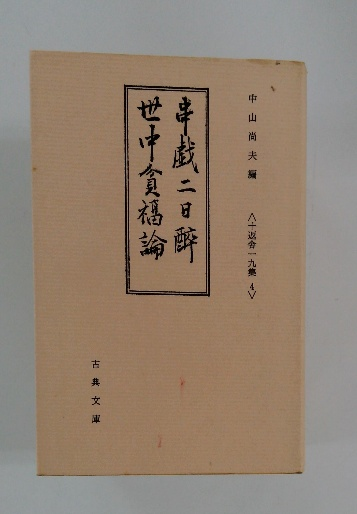 中山尚夫編
〈十返舎一九集 4〉
串戯二日酔
世中貧福論
古典文庫